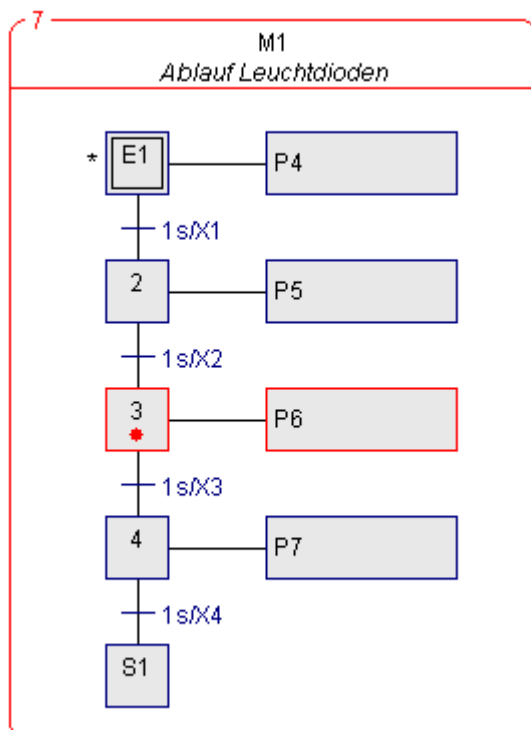 7
M1
Ablauf Leuchtdioden
* E1 P4
1s/X1
2 P5
1s/X2
3 P6
1s/X3
4 P7
1s/X4
S1